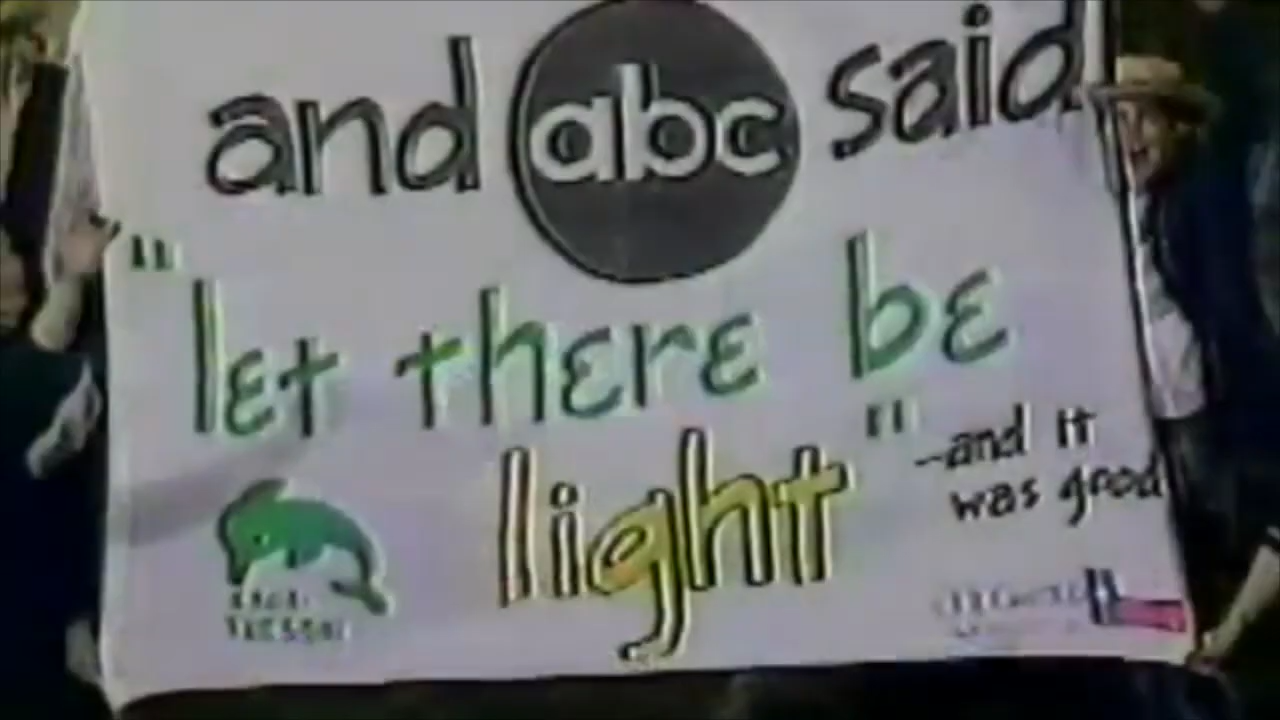 and abc said
"let there be
light" -and it
was good